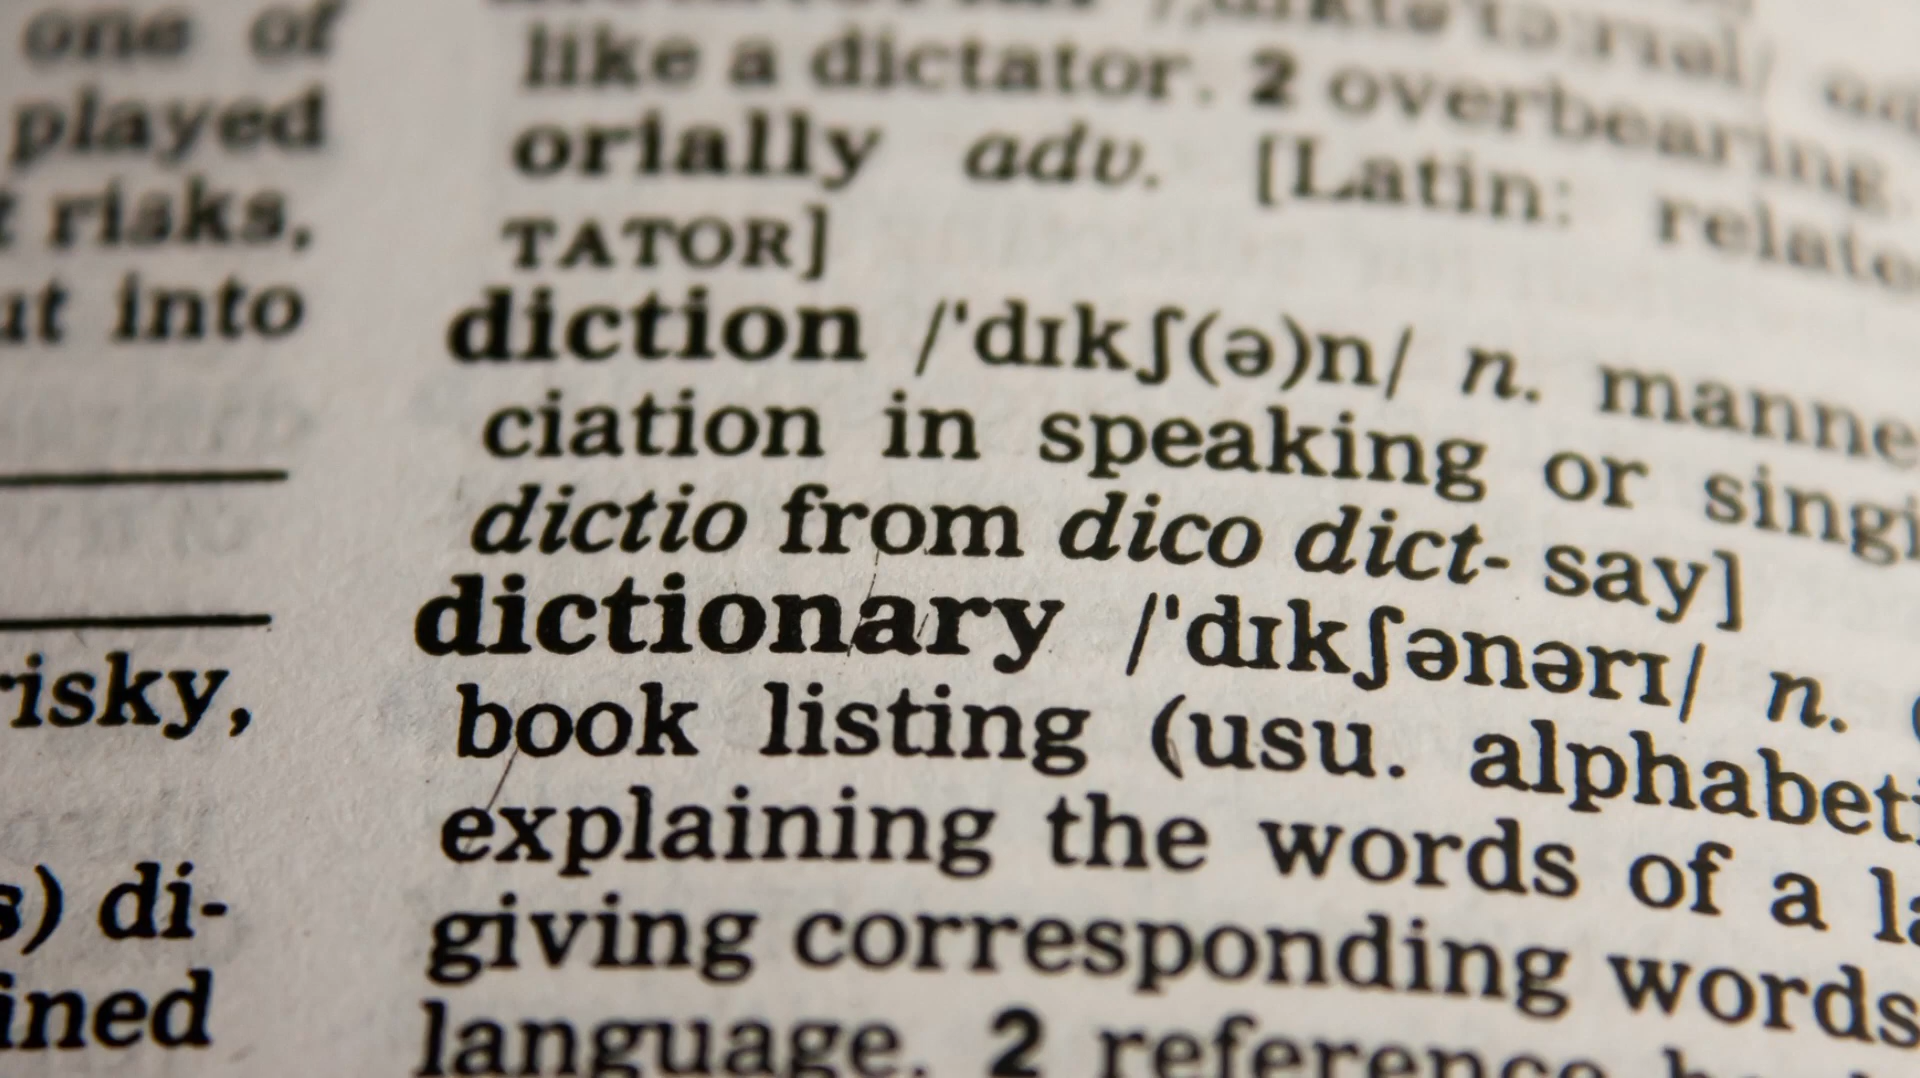 one of
played
risks,
into
risky,
s) di-
ined
/ˌdɪktəˈtɔːrɪəl/
like a dictator. 2 overbearing.
orially adv. [Latin: relate
TATOR]
diction /ˈdɪkʃ(ə)n/ n. manne
ciation in speaking or singi
dictio from dico dict- say]
dictionary /ˈdɪkʃənərɪ/ n.
book listing (usu. alphabeti
explaining the words of a la
giving corresponding words
language. 2 reference